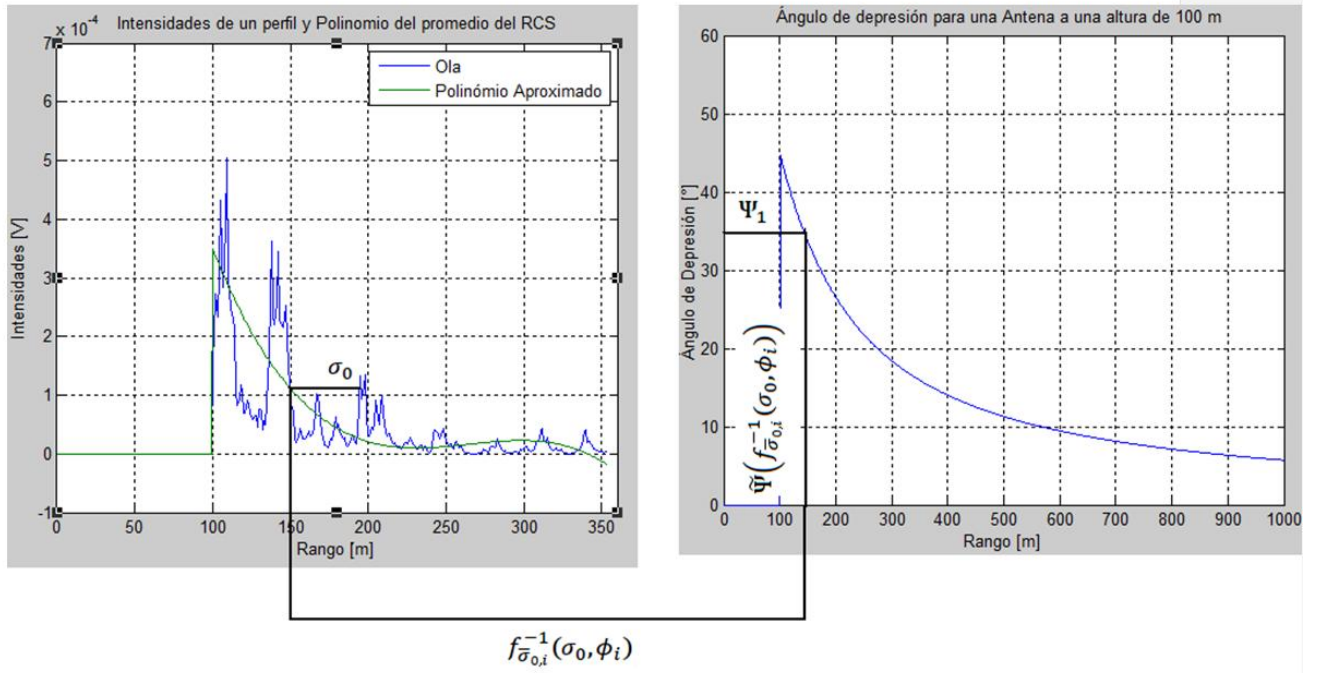 Intensidades de un perfil y Polinomio del promedio del RCS
x 10⁻⁴
Ola
Polinómio Aproximado
7
6
5
4
3
2
1
0
-1
Intensidades [V]
σ₀
0 50 100 150 200 250 300 350
Rango [m]
Ángulo de depresión para una Antena a una altura de 100 m
60
50
40
30
20
10
0
Ángulo de Depresión [°]
Ψ₁
Ψ̃(f⁻¹_σ̅₀,ᵢ(σ₀,ϕᵢ))
0 100 200 300 400 500 600 700 800 900 1000
Rango [m]
f⁻¹_σ̅₀,ᵢ(σ₀,ϕᵢ)